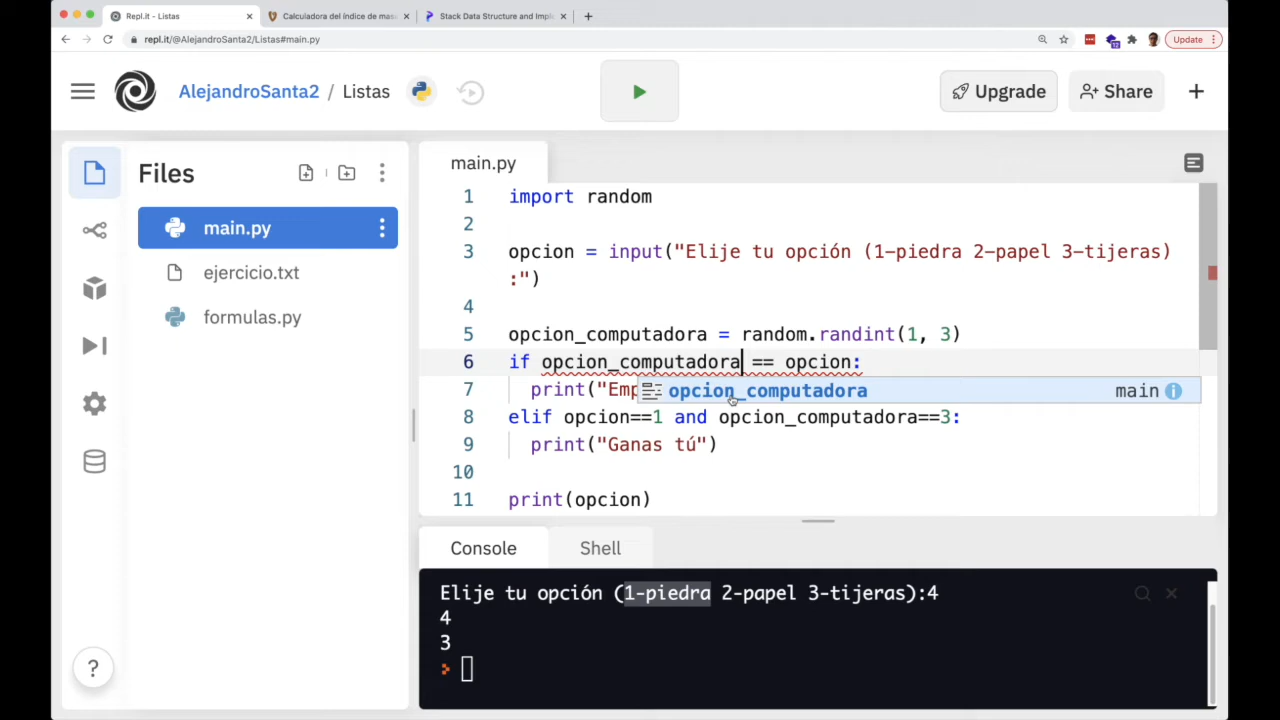 Repl.it - Listas
Calculadora del índice de mas
Stack Data Structure and Imple
repl.it/@AlejandroSanta2/Listas#main.py
12
Update
AlejandroSanta2 / Listas
Upgrade
Share
Files
main.py
ejercicio.txt
formulas.py
main.py
1 import random
2
3 opcion = input("Elije tu opción (1-piedra 2-papel 3-tijeras)
:")
4
5 opcion_computadora = random.randint(1, 3)
6 if opcion_computadora == opcion:
7 print("Emp
opcion_computadora main
8 elif opcion==1 and opcion_computadora==3:
9 print("Ganas tú")
10
11 print(opcion)
Console
Shell
Elije tu opción (1-piedra 2-papel 3-tijeras):4
4
3
?